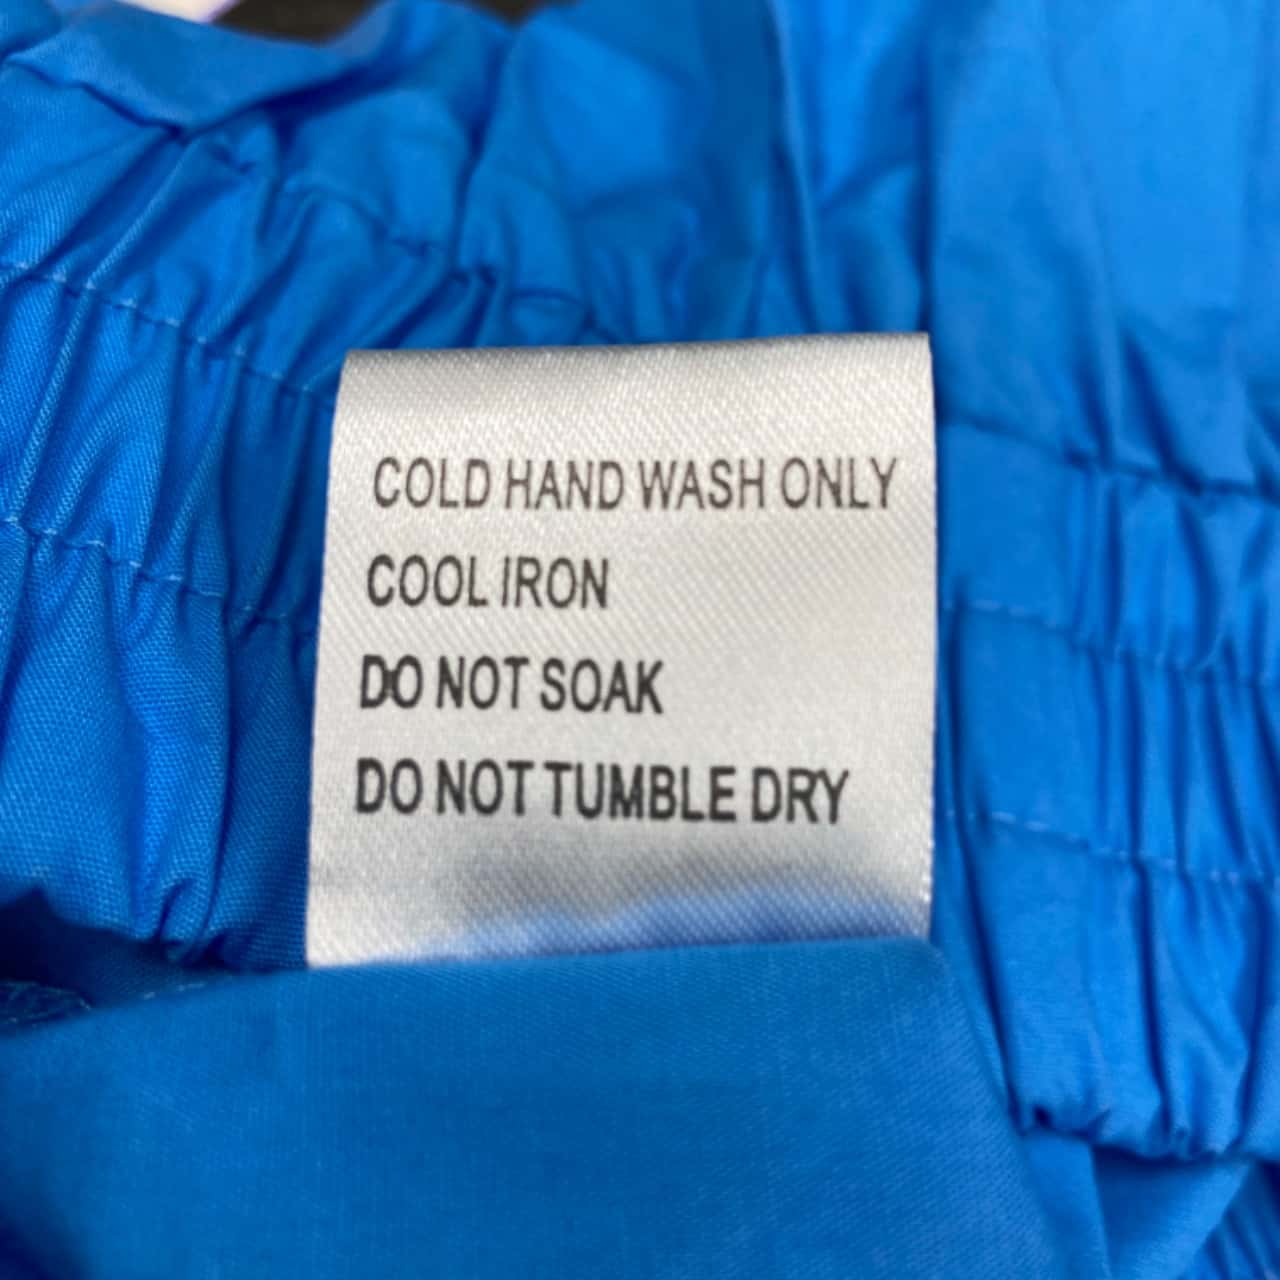 COLD HAND WASH ONLY
COOL IRON
DO NOT SOAK
DO NOT TUMBLE DRY